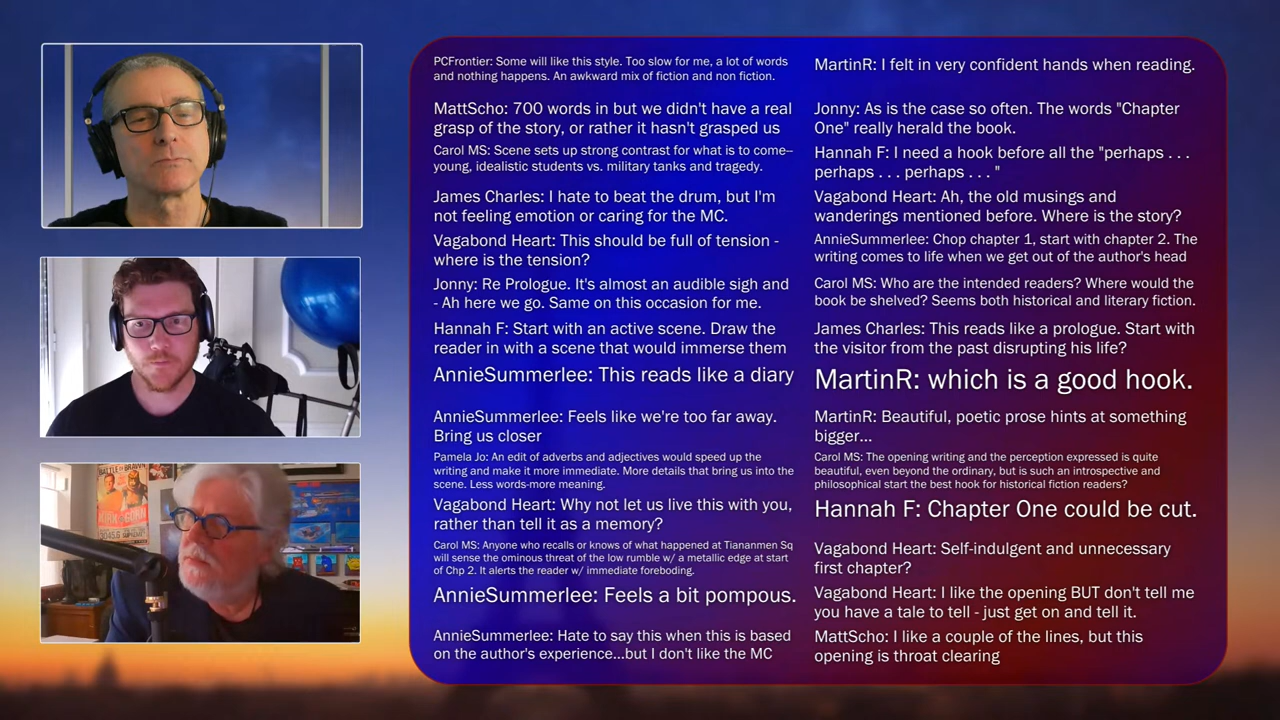 PCFrontier: Some will like this style. Too slow for me, a lot of words
and nothing happens. An awkward mix of fiction and non fiction.
MattScho: 700 words in but we didn't have a real
grasp of the story, or rather it hasn't grasped us
Carol MS: Scene sets up strong contrast for what is to come--
young, idealistic students vs. military tanks and tragedy.
James Charles: I hate to beat the drum, but I'm
not feeling emotion or caring for the MC.
Vagabond Heart: This should be full of tension -
where is the tension?
Jonny: Re Prologue. It's almost an audible sigh and
- Ah here we go. Same on this occasion for me.
Hannah F: Start with an active scene. Draw the
reader in with a scene that would immerse them
AnnieSummerlee: This reads like a diary
AnnieSummerlee: Feels like we're too far away.
Bring us closer
Pamela Jo: An edit of adverbs and adjectives would speed up the
writing and make it more immediate. More details that bring us into the
scene. Less words-more meaning.
Vagabond Heart: Why not let us live this with you,
rather than tell it as a memory?
Carol MS: Anyone who recalls or knows of what happened at Tiananmen Sq
will sense the ominous threat of the low rumble w/ a metallic edge at start
of Chp 2. It alerts the reader w/ immediate foreboding.
AnnieSummerlee: Feels a bit pompous.
AnnieSummerlee: Hate to say this when this is based
on the author's experience...but I don't like the MC
MartinR: I felt in very confident hands when reading.
Jonny: As is the case so often. The words "Chapter
One" really herald the book.
Hannah F: I need a hook before all the "perhaps . . .
perhaps . . . perhaps . . . "
Vagabond Heart: Ah, the old musings and
wanderings mentioned before. Where is the story?
AnnieSummerlee: Chop chapter 1, start with chapter 2. The
writing comes to life when we get out of the author's head
Carol MS: Who are the intended readers? Where would the
book be shelved? Seems both historical and literary fiction.
James Charles: This reads like a prologue. Start with
the visitor from the past disrupting his life?
MartinR: which is a good hook.
MartinR: Beautiful, poetic prose hints at something
bigger...
Carol MS: The opening writing and the perception expressed is quite
beautiful, even beyond the ordinary, but is such an introspective and
philosophical start the best hook for historical fiction readers?
Hannah F: Chapter One could be cut.
Vagabond Heart: Self-indulgent and unnecessary
first chapter?
Vagabond Heart: I like the opening BUT don't tell me
you have a tale to tell - just get on and tell it.
MattScho: I like a couple of the lines, but this
opening is throat clearing